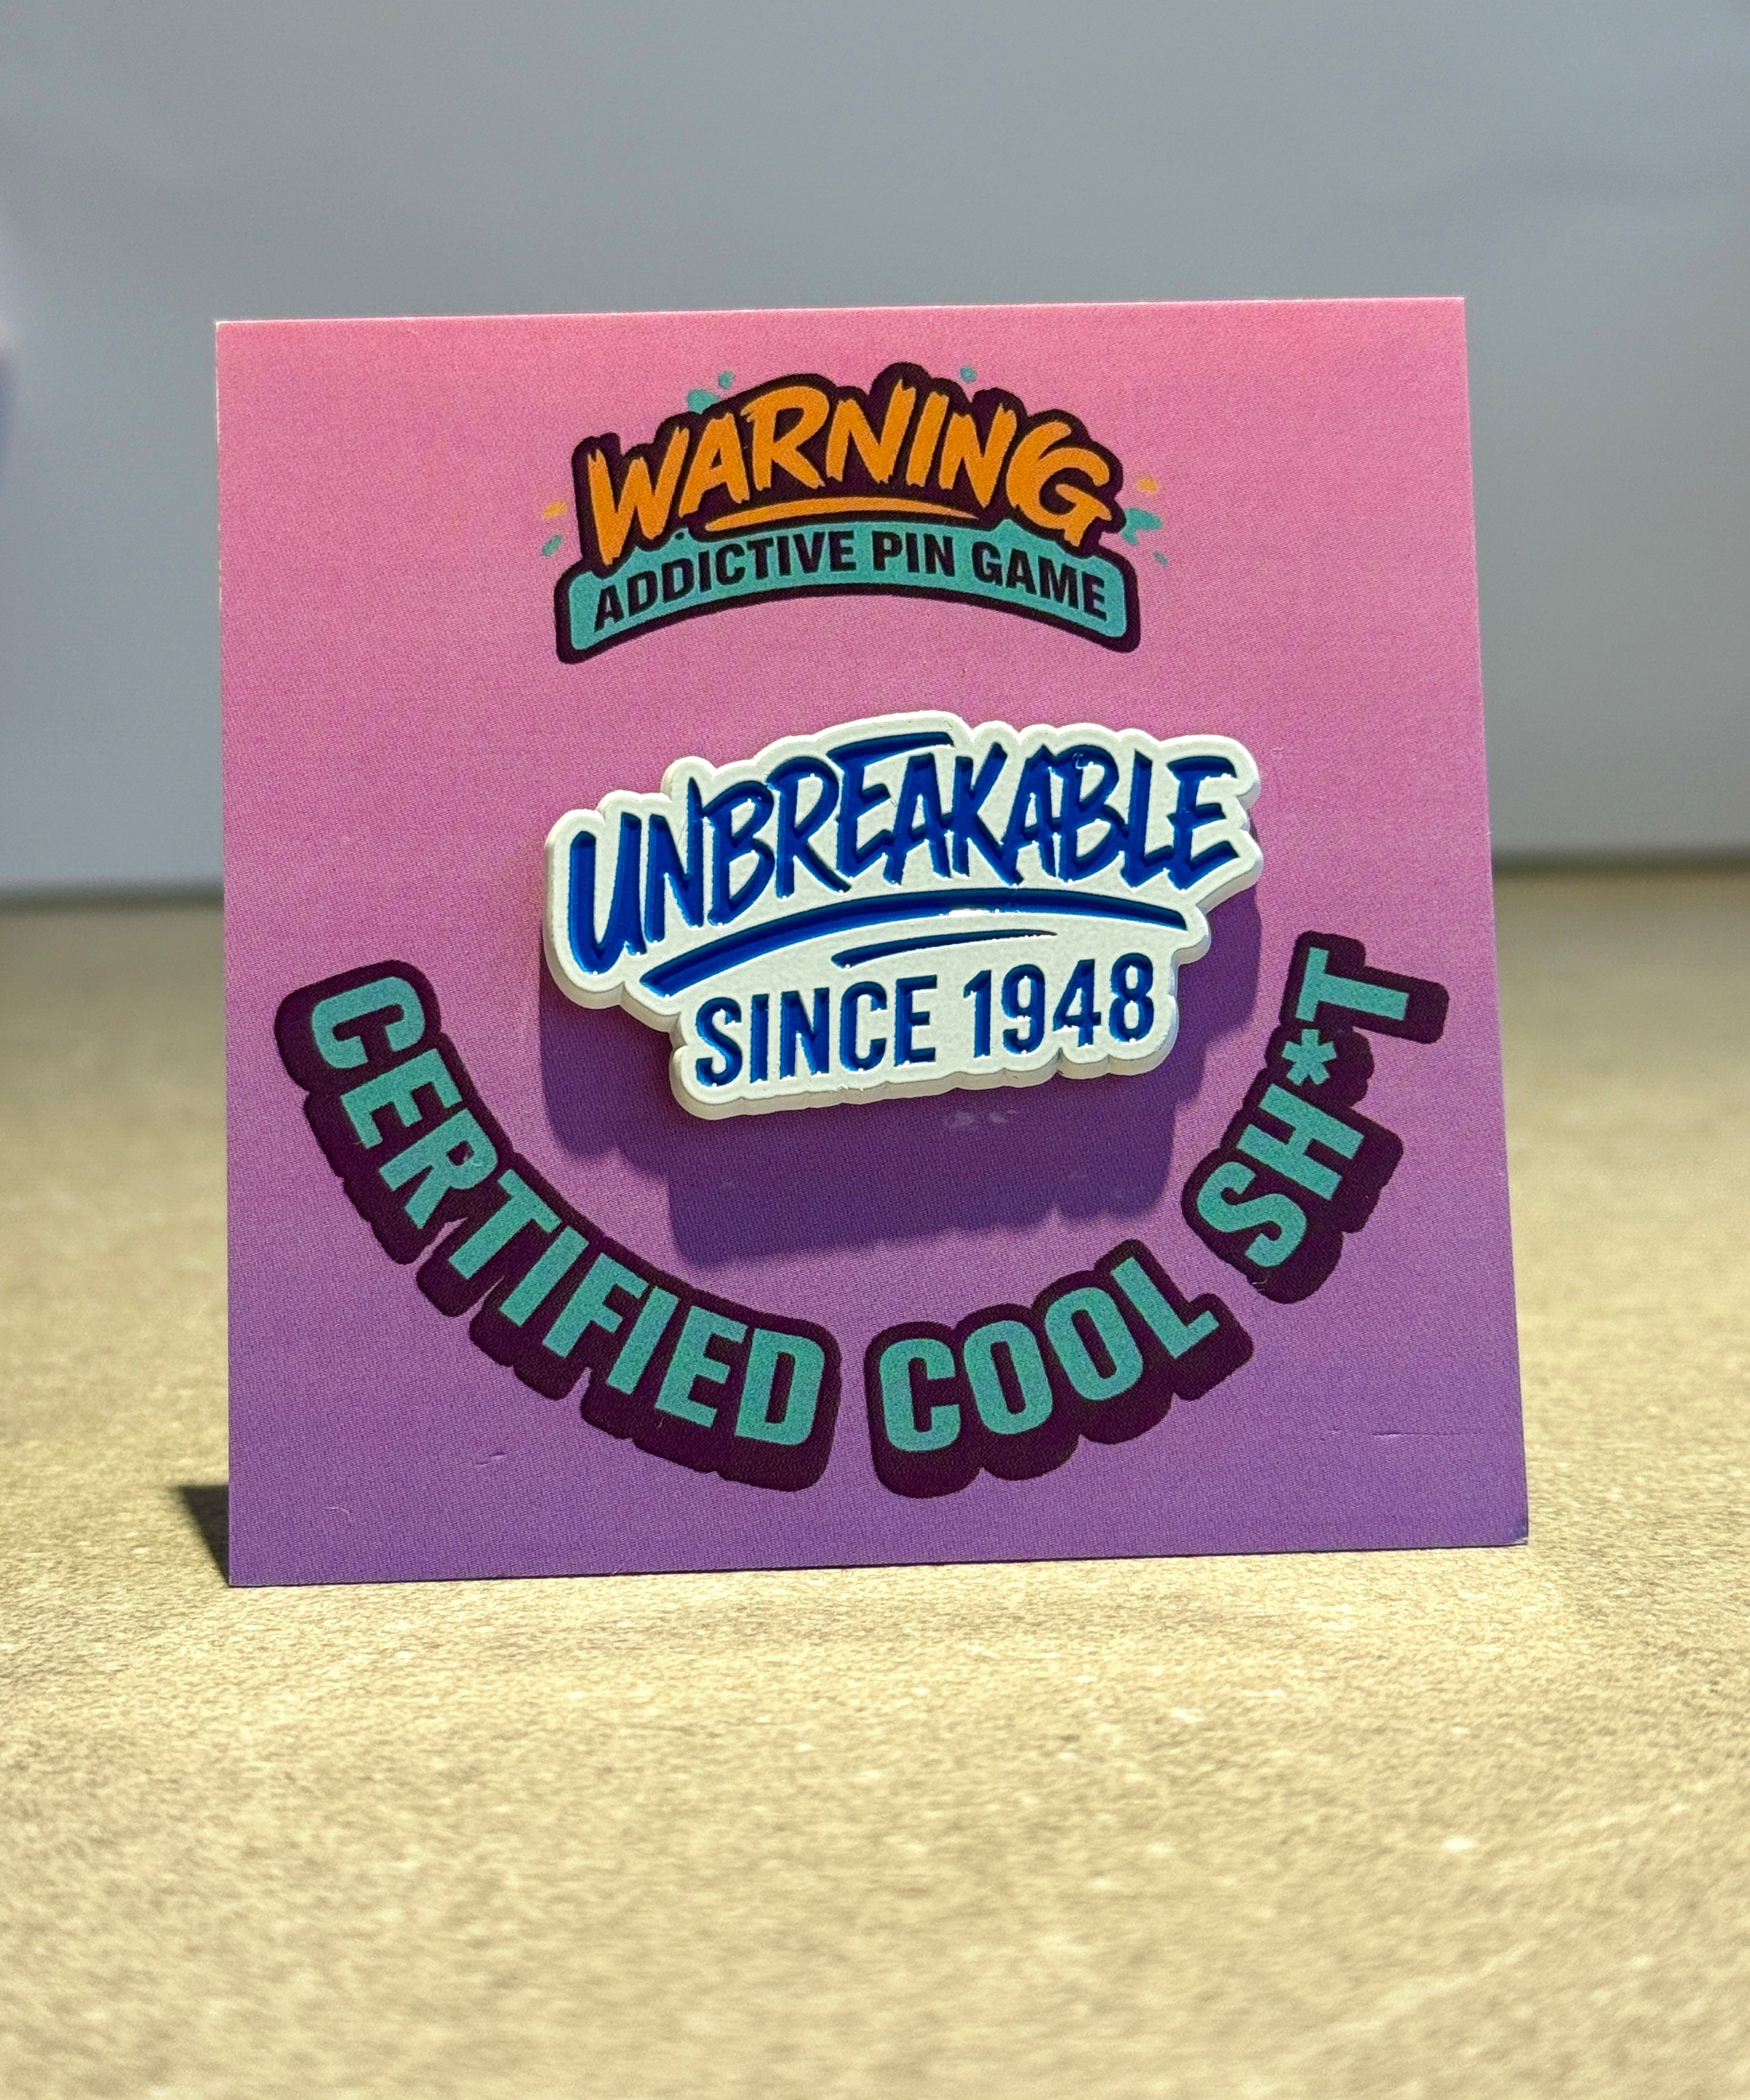 WARNING
ADDICTIVE PIN GAME
UNBREAKABLE
SINCE 1948
CERTIFIED COOL SH*T